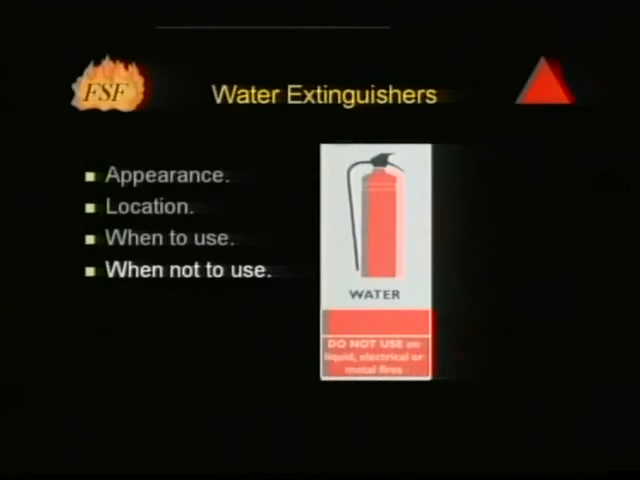 FSF
Water Extinguishers
Appearance.
Location.
When to use.
When not to use.
WATER
DO NOT USE on
liquid, electrical or
metal fires